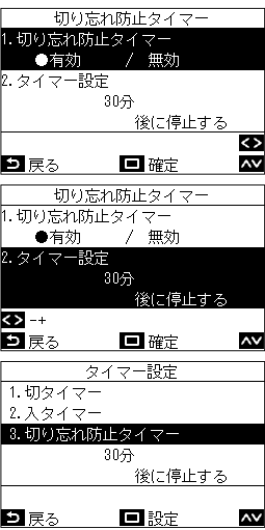 切り忘れ防止タイマー
1.切り忘れ防止タイマー
●有効 / 無効
2.タイマー設定
30分
後に停止する
<>
⮌戻る 確定 ∧∨
切り忘れ防止タイマー
1.切り忘れ防止タイマー
●有効 / 無効
2.タイマー設定
30分
後に停止する
<> -+
⮌戻る 確定 ∧∨
タイマー設定
1.切タイマー
2.入タイマー
3.切り忘れ防止タイマー
30分
後に停止する
⮌戻る 設定 ∧∨